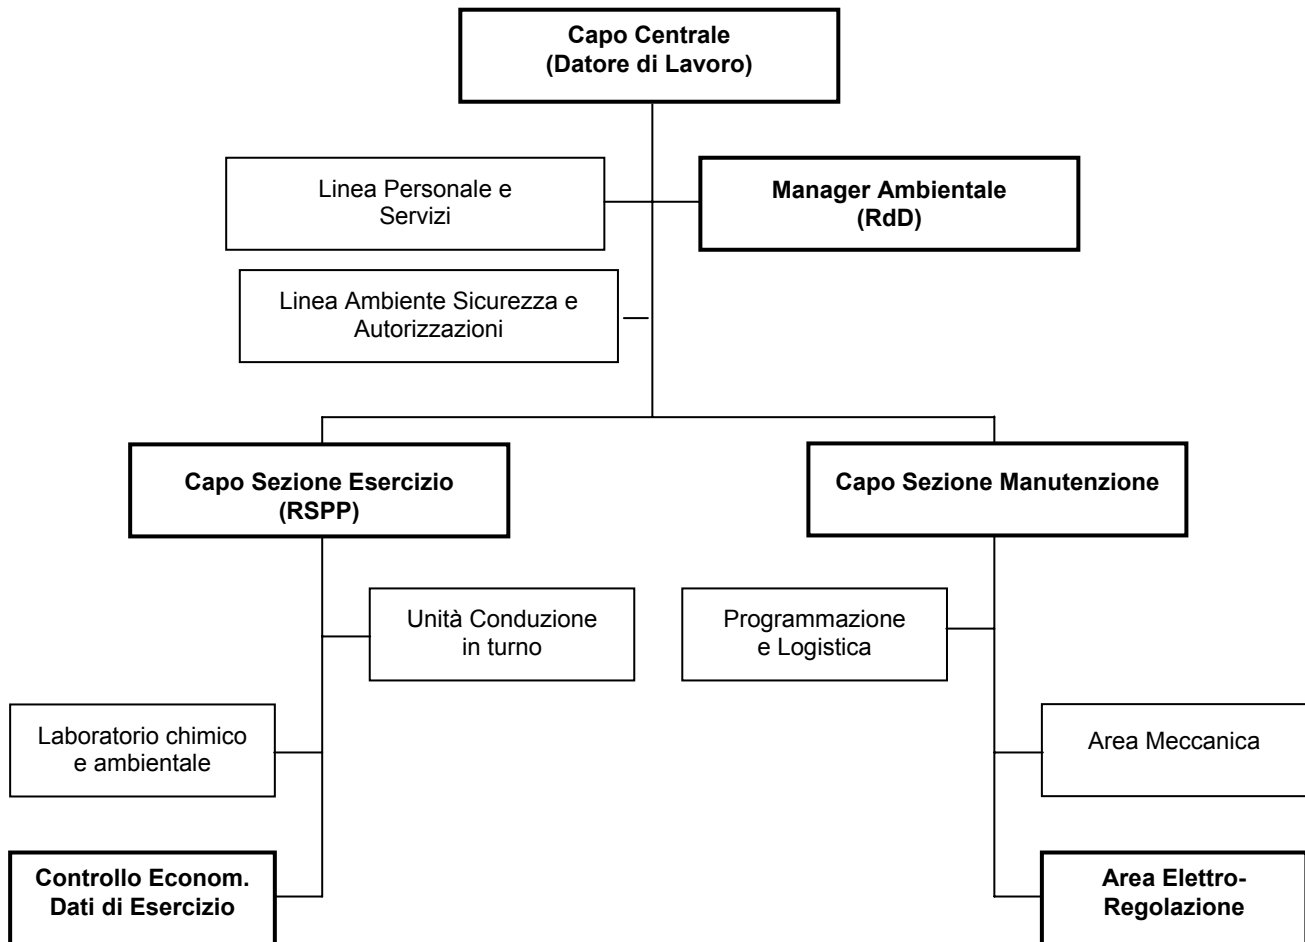 Capo Centrale
(Datore di Lavoro)
Linea Personale e
Servizi
Manager Ambientale
(RdD)
Linea Ambiente Sicurezza e
Autorizzazioni
Capo Sezione Esercizio
(RSPP)
Capo Sezione Manutenzione
Unità Conduzione
in turno
Programmazione
e Logistica
Laboratorio chimico
e ambientale
Area Meccanica
Controllo Econom.
Dati di Esercizio
Area Elettro-
Regolazione